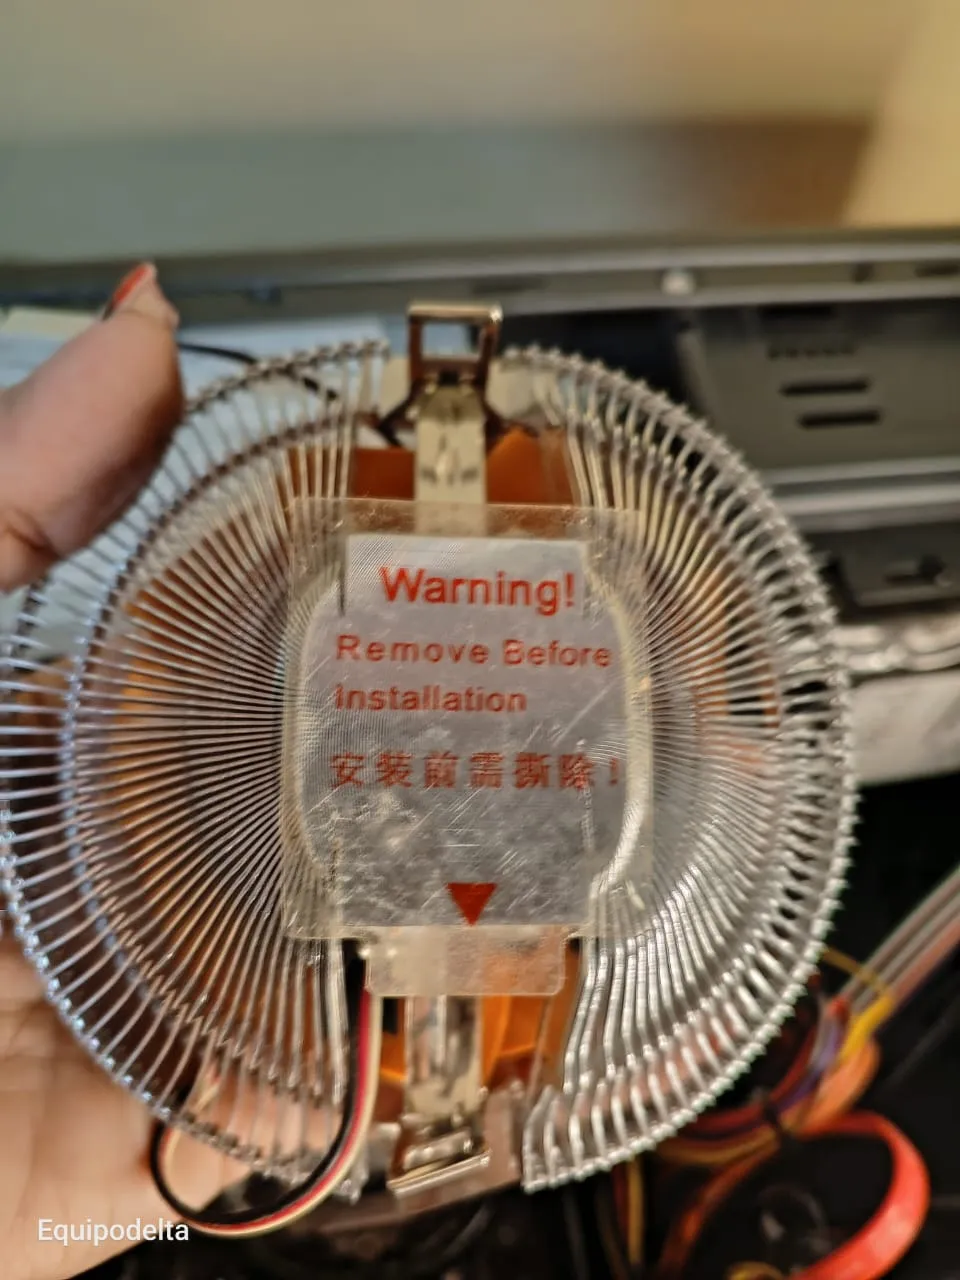 Warning!
Remove Before
Installation
安装前需撕除!
Equipodelta